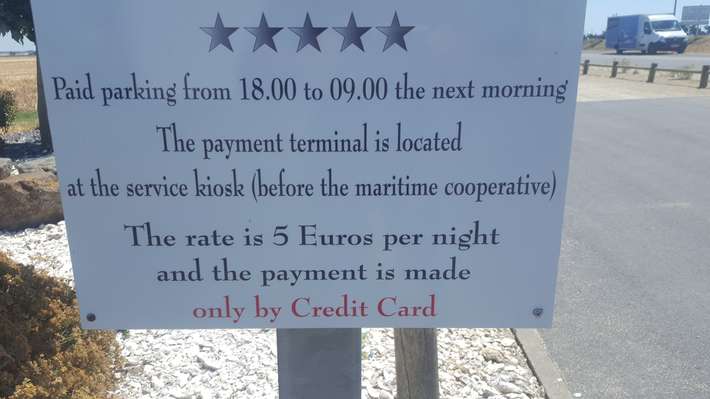 Paid parking from 18.00 to 09.00 the next morning
The payment terminal is located
at the service kiosk (before the maritime cooperative)
The rate is 5 Euros per night
and the payment is made
only by Credit Card